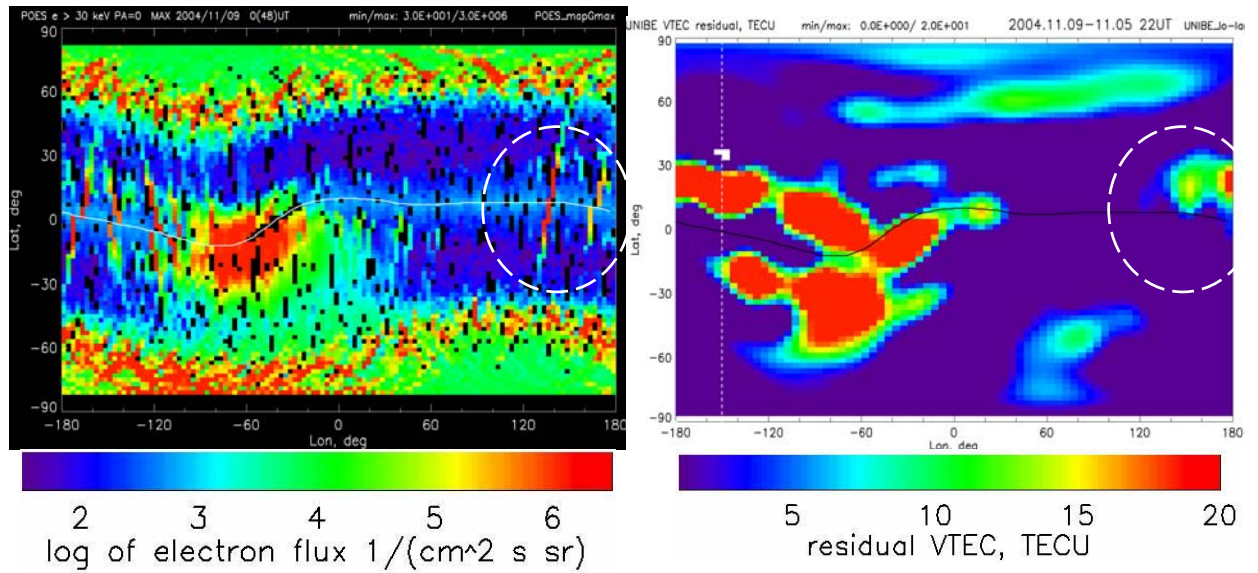 POES e > 30 keV PA=0 MAX 2004/11/09 0(48)UT min/max: 3.0E+001/3.0E+006 POES_mapGmax
90
60
30
0
-30
-60
-90
Lat, deg
-180 -120 -60 0 60 120 180
Lon, deg
2 3 4 5 6
log of electron flux 1/(cm^2 s sr)
UNIBE VTEC residual, TECU min/max: 0.0E+000/ 2.0E+001 2004.11.09-11.05 22UT UNIBE_lo-la
90
60
30
0
-30
-60
-90
Lat, deg
-180 -120 -60 0 60 120 180
Lon, deg
5 10 15 20
residual VTEC, TECU